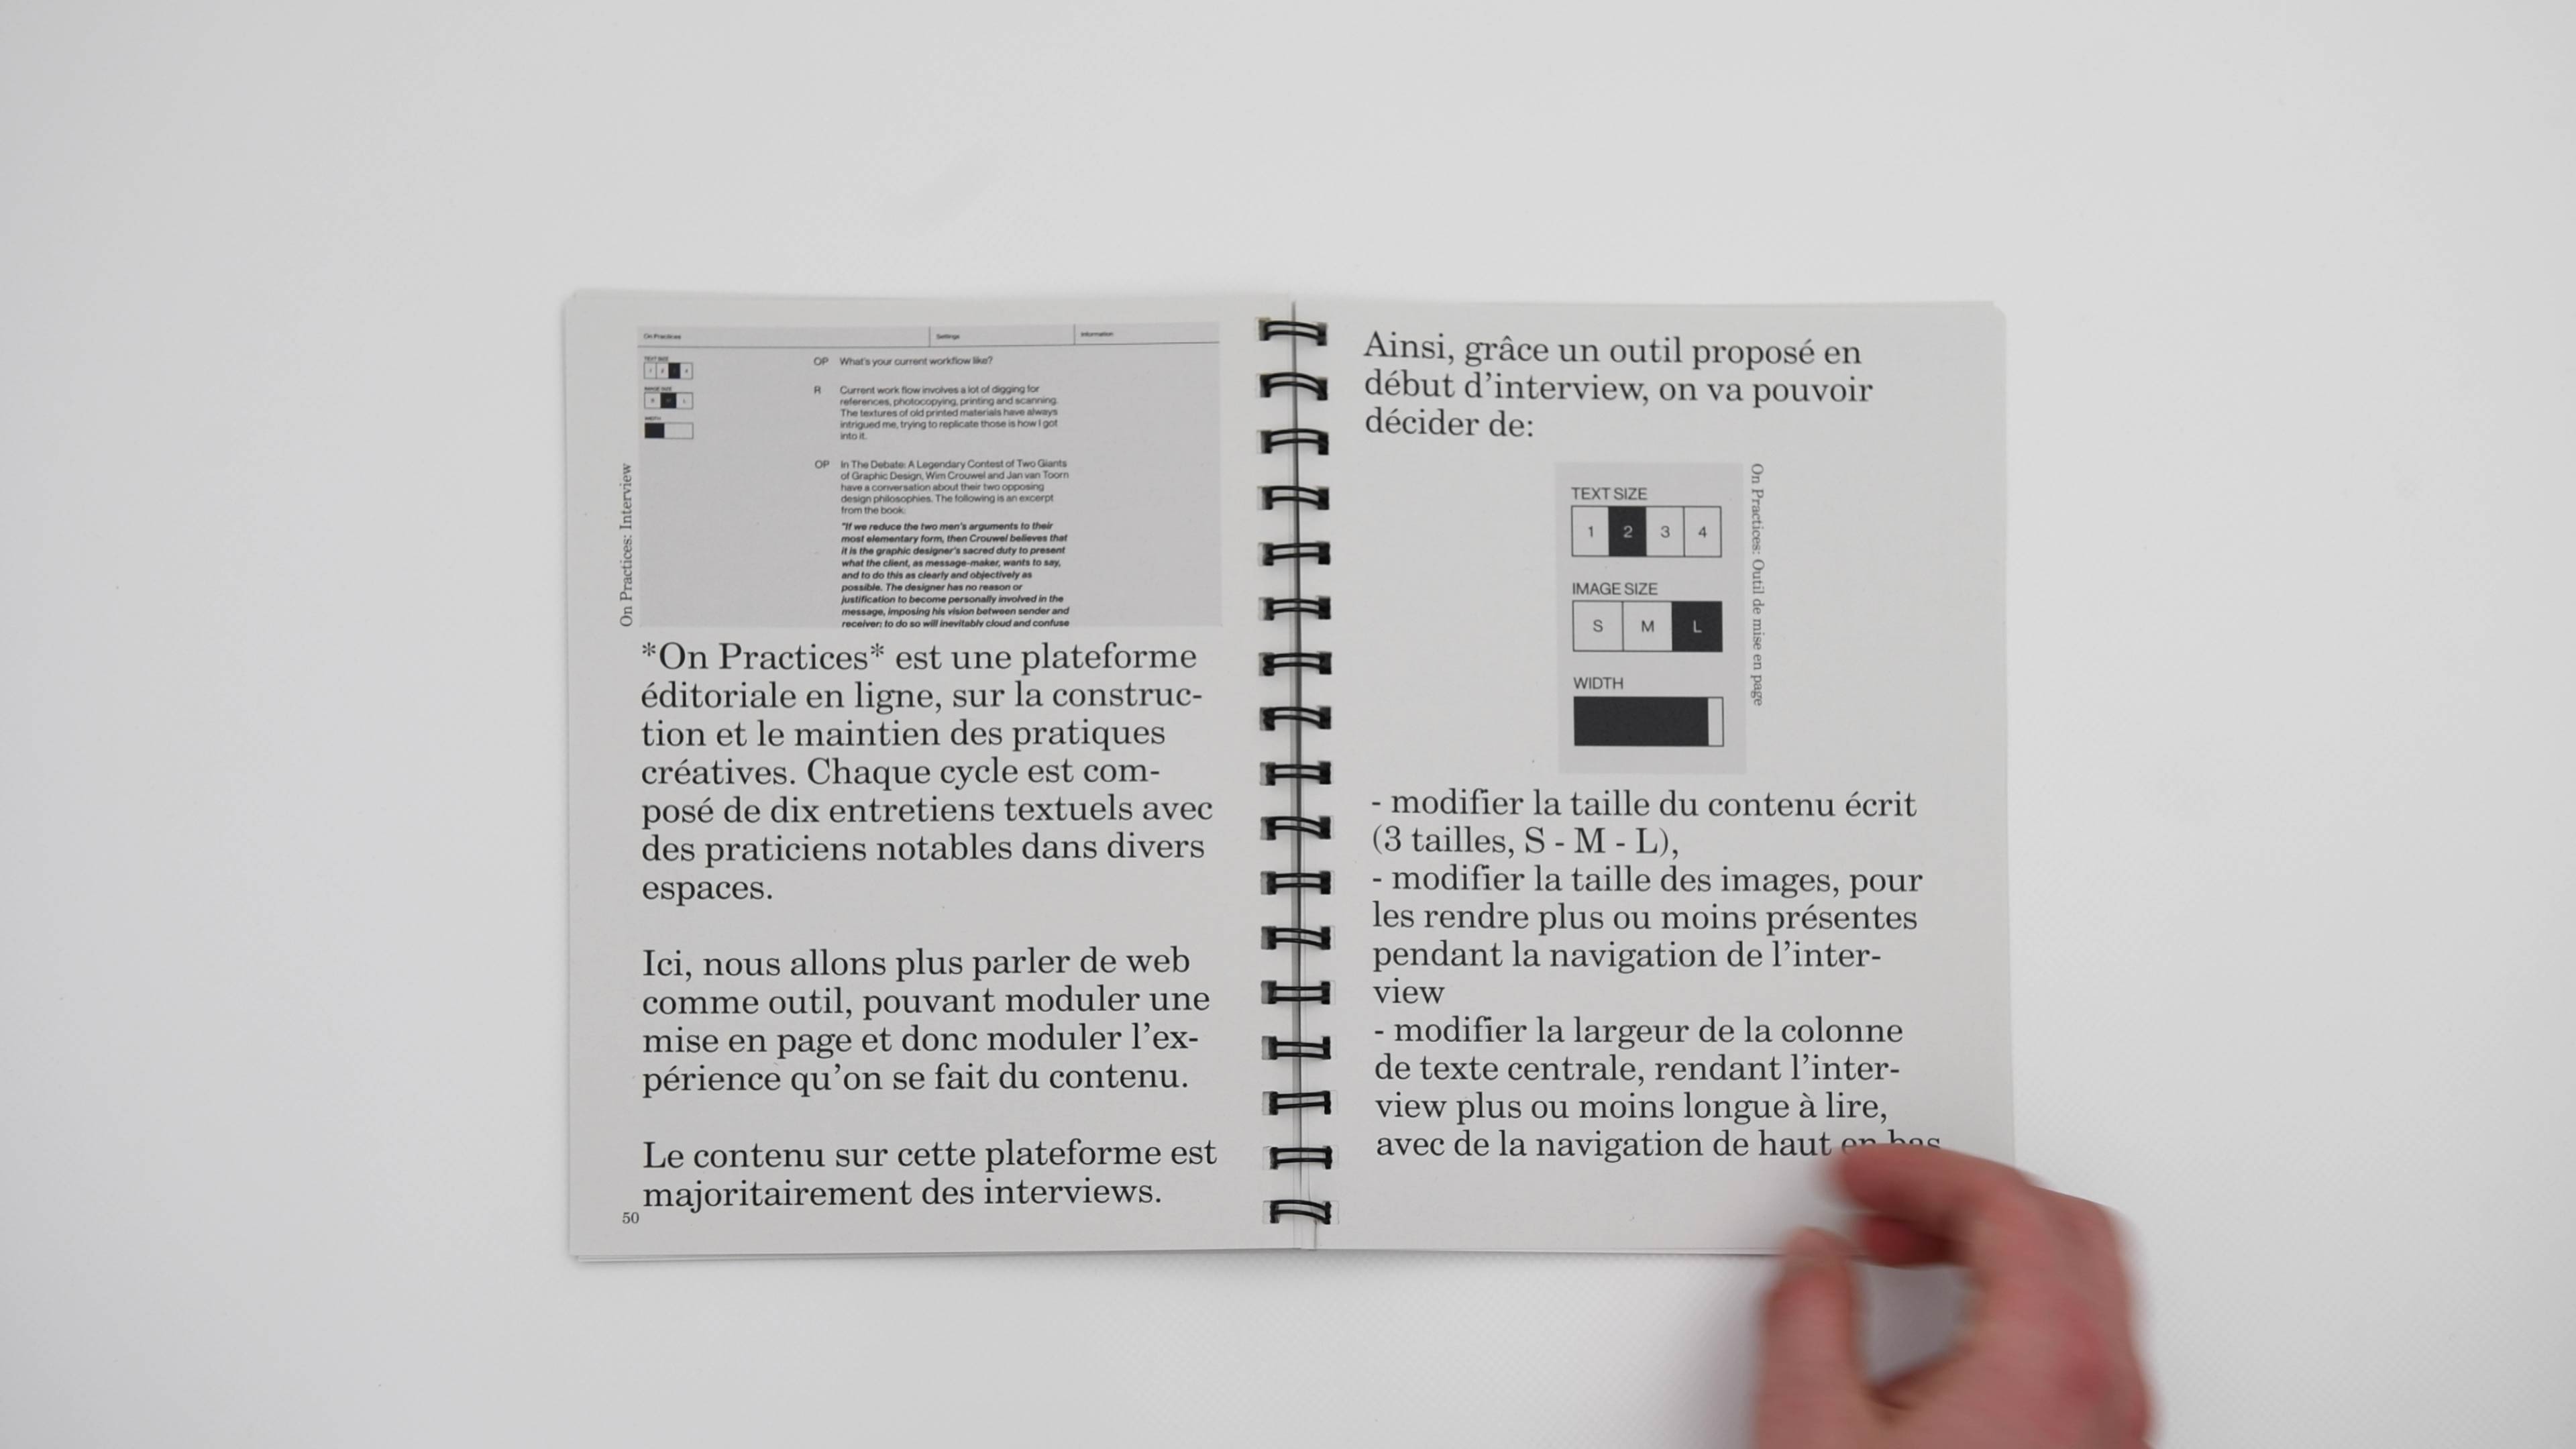 On Practices
Settings
Information
TEXT SIZE
IMAGE SIZE
WIDTH
OP What's your current workflow like?
R Current work flow involves a lot of digging for
references, photocopying, printing and scanning.
The textures of old printed materials have always
intrigued me, trying to replicate those is how I got
into it.
OP In The Debate: A Legendary Contest of Two Giants
of Graphic Design, Wim Crouwel and Jan van Toorn
have a conversation about their two opposing
design philosophies. The following is an excerpt
from the book:
"If we reduce the two men's arguments to their
most elementary form, then Crouwel believes that
it is the graphic designer's sacred duty to present
what the client, as message-maker, wants to say,
and to do this as clearly and objectively as
possible. The designer has no reason or
justification to become personally involved in the
message, imposing his vision between sender and
receiver; to do so will inevitably cloud and confuse
On Practices: Interview
*On Practices* est une plateforme
éditoriale en ligne, sur la construc-
tion et le maintien des pratiques
créatives. Chaque cycle est com-
posé de dix entretiens textuels avec
des praticiens notables dans divers
espaces.
Ici, nous allons plus parler de web
comme outil, pouvant moduler une
mise en page et donc moduler l'ex-
périence qu'on se fait du contenu.
Le contenu sur cette plateforme est
majoritairement des interviews.
50
Ainsi, grâce un outil proposé en
début d'interview, on va pouvoir
décider de:
TEXT SIZE
1 2 3 4
IMAGE SIZE
S M L
WIDTH
On Practices: Outil de mise en page
- modifier la taille du contenu écrit
(3 tailles, S - M - L),
- modifier la taille des images, pour
les rendre plus ou moins présentes
pendant la navigation de l'inter-
view
- modifier la largeur de la colonne
de texte centrale, rendant l'inter-
view plus ou moins longue à lire,
avec de la navigation de haut en bas